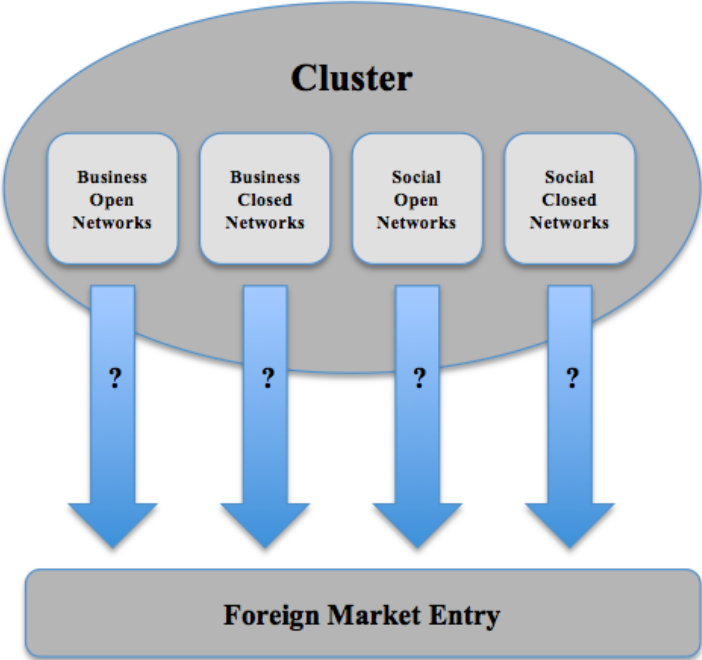 Cluster
Business
Open
Networks
Business
Closed
Networks
Social
Open
Networks
Social
Closed
Networks
?
?
?
?
Foreign Market Entry